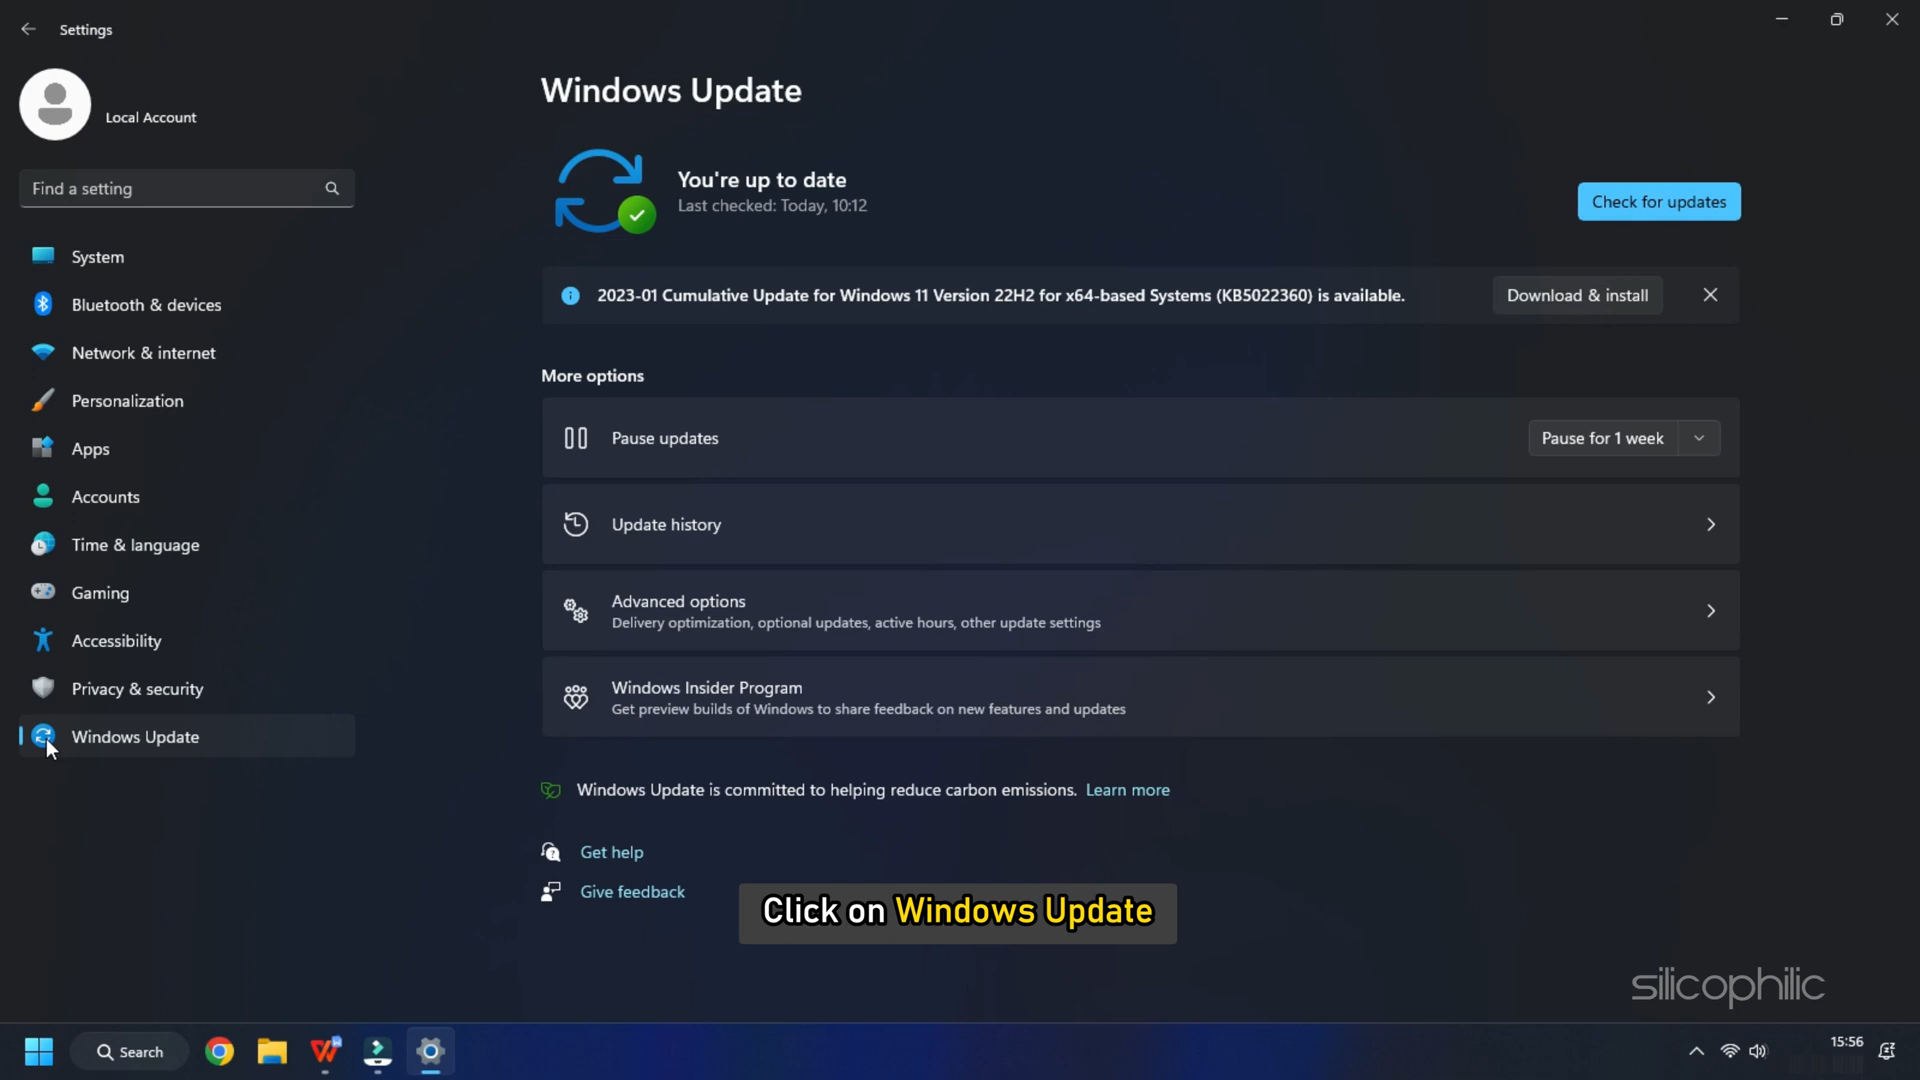 Settings
Local Account
Find a setting
System
Bluetooth & devices
Network & internet
Personalization
Apps
Accounts
Time & language
Gaming
Accessibility
Privacy & security
Windows Update
Windows Update
You're up to date
Last checked: Today, 10:12
Check for updates
2023-01 Cumulative Update for Windows 11 Version 22H2 for x64-based Systems (KB5022360) is available.
Download & install
More options
Pause updates
Pause for 1 week
Update history
Advanced options
Delivery optimization, optional updates, active hours, other update settings
Windows Insider Program
Get preview builds of Windows to share feedback on new features and updates
Windows Update is committed to helping reduce carbon emissions. Learn more
Get help
Give feedback
Click on Windows Update
silicophilic
Search
15:56